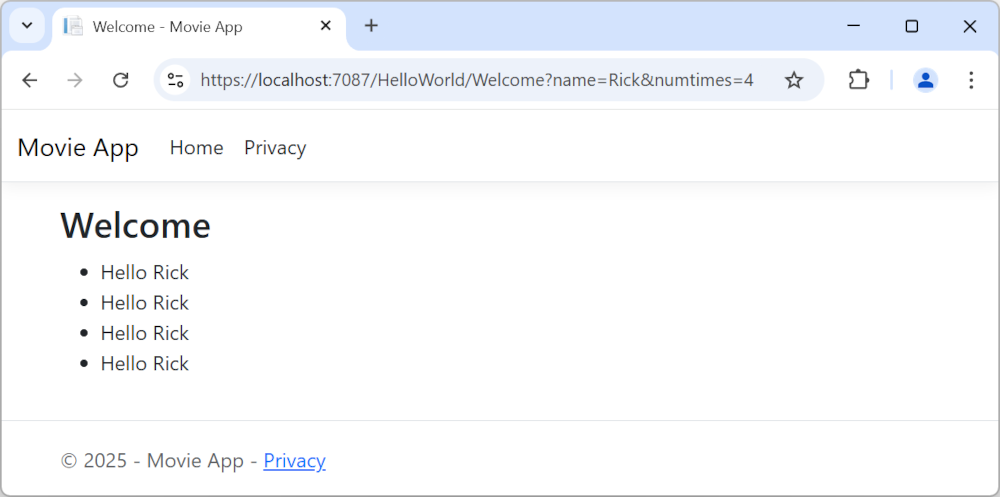 Welcome - Movie App
https://localhost:7087/HelloWorld/Welcome?name=Rick&numtimes=4
Movie App Home Privacy
Welcome
Hello Rick
Hello Rick
Hello Rick
Hello Rick
© 2025 - Movie App - Privacy